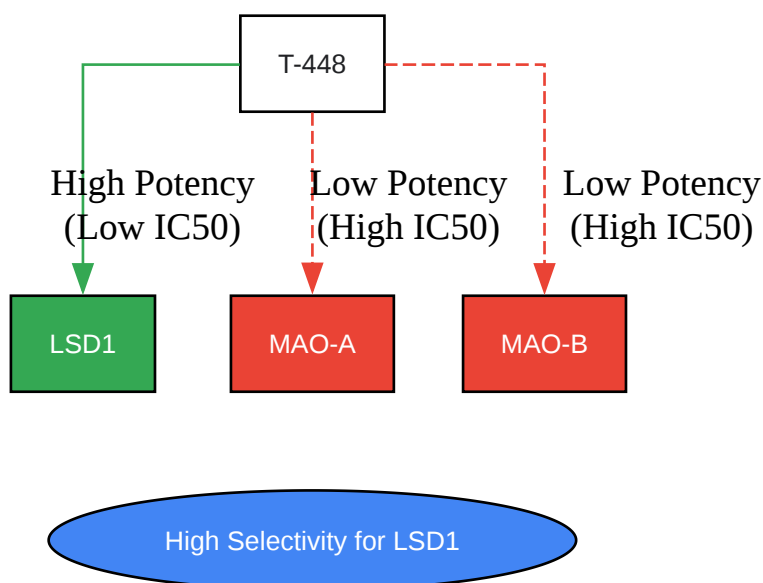 T-448
High Potency
(Low IC50)
Low Potency
(High IC50)
Low Potency
(High IC50)
LSD1
MAO-A
MAO-B
High Selectivity for LSD1